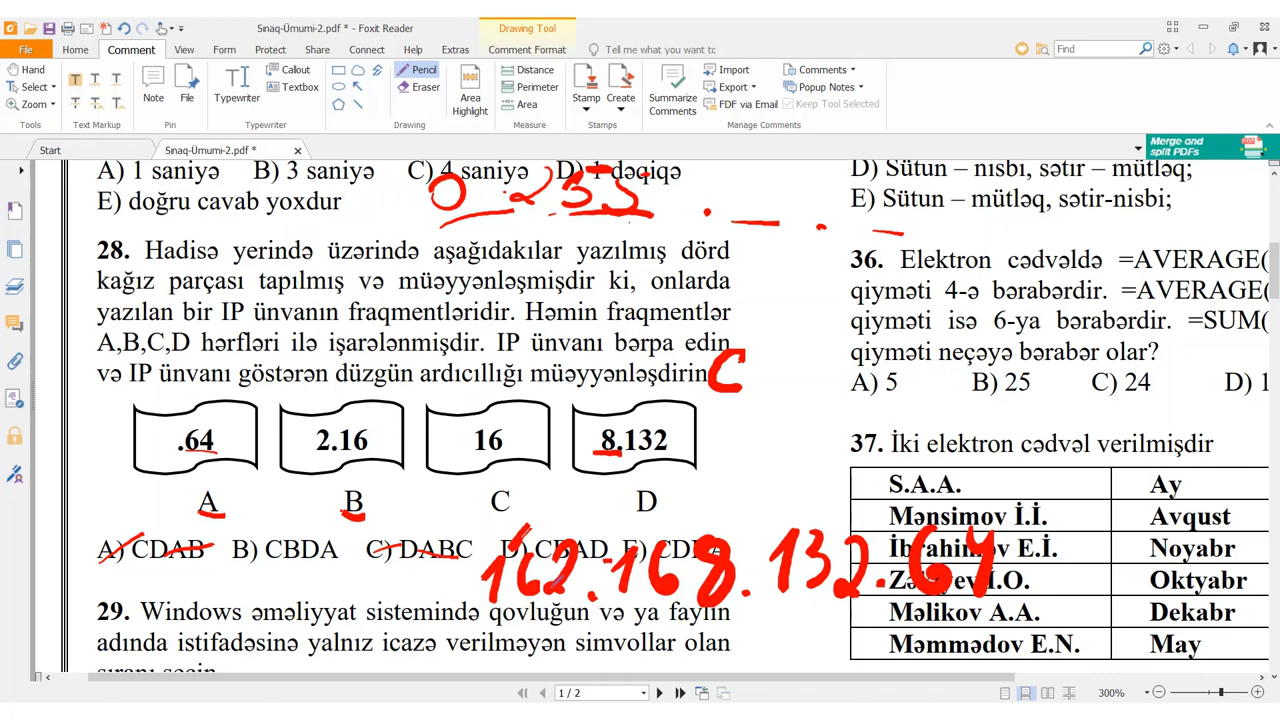 Sınaq-Ümumi-2.pdf * - Foxit Reader
Drawing Tool
File Home Comment View Form Protect Share Connect Help Extras Comment Format Tell me what you want tc Find
Hand
Select
Zoom
Tools
Text Markup
Note
File
Pin
Typewriter
Callout
Textbox
Typewriter
Pencil
Eraser
Drawing
Area
Highlight
Distance
Perimeter
Area
Measure
Stamp
Create
Stamps
Summarize
Comments
Import
Export
FDF via Email
Comments
Popup Notes
Keep Tool Selected
Manage Comments
Start
Sınaq-Ümumi-2.pdf *
Merge and
split PDFs
A) 1 saniyə B) 3 saniyə C) 4 saniyə D) 1 dəqiqə
E) doğru cavab yoxdur
0 255 . .
28. Hadisə yerində üzərində aşağıdakılar yazılmış dörd
kağız parçası tapılmış və müəyyənləşmişdir ki, onlarda
yazılan bir IP ünvanın fraqmentləridir. Həmin fraqmentlər
A,B,C,D hərfləri ilə işarələnmişdir. IP ünvanı bərpa edin
və IP ünvanı göstərən düzgün ardıcıllığı müəyyənləşdirin
C
.64 2.16 16 8.132
A B C D
A) CDAB B) CBDA C) DABC D) CBAD E)
162.168.132.64
29. Windows əməliyyat sistemində qovluğun və ya faylın
adında istifadəsinə yalnız icazə verilməyən simvollar olan
sıranı seçin
D) Sütun – nisbi, sətir – mütləq;
E) Sütun – mütləq, sətir-nisbi;
36. Elektron cədvəldə =AVERAGE(
qiyməti 4-ə bərabərdir. =AVERAGE(
qiyməti isə 6-ya bərabərdir. =SUM(
qiyməti neçəyə bərabər olar?
A) 5 B) 25 C) 24 D) 1
37. İki elektron cədvəl verilmişdir
S.A.A. Ay
Mənsimov İ.İ. Avqust
İbrahimov E.İ. Noyabr
I.O. Oktyabr
Məlikov A.A. Dekabr
Məmmədov E.N. May
1 / 2
300%